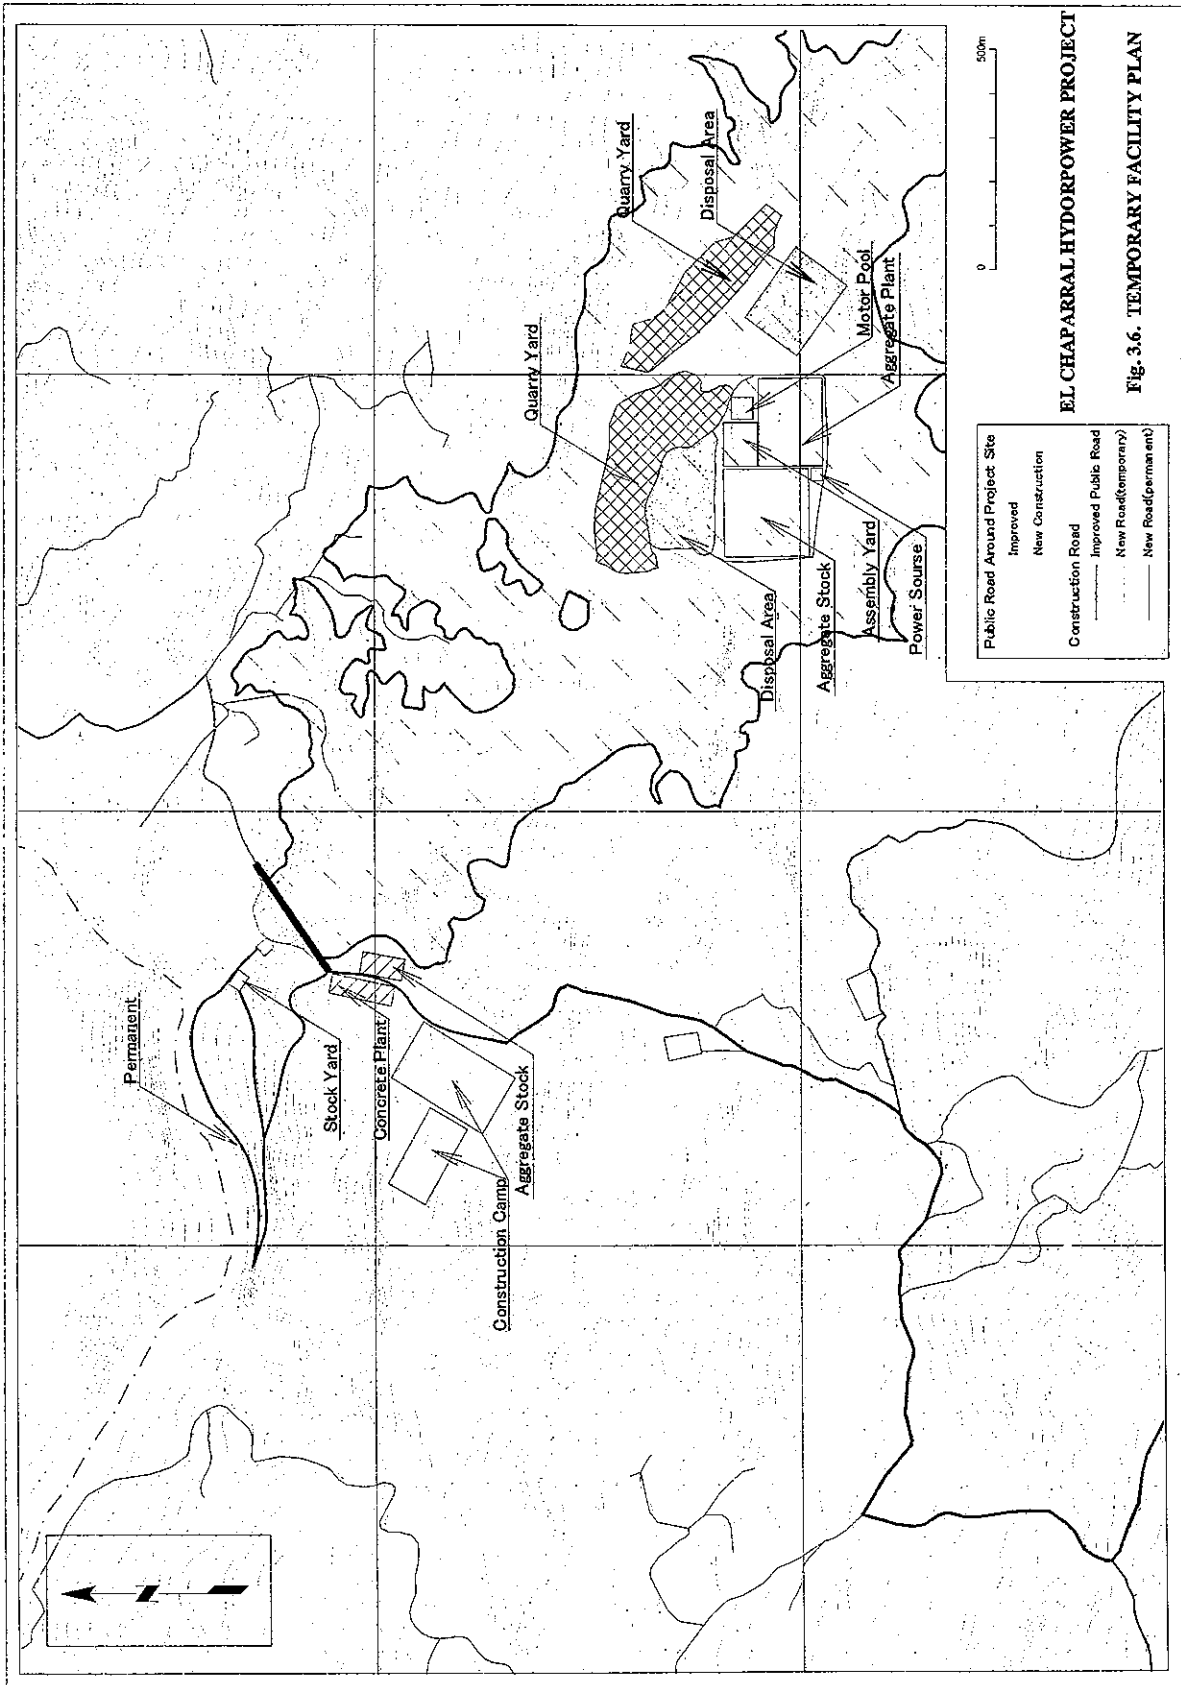 Permanent
Stock Yard
Concrete Plant
Aggregate Stock
Construction Camp
Quarry Yard
Quarry Yard
Disposal Area
Motor Pool
Aggregate Plant
Disposal Area
Aggregate Stock
Assembly Yard
Power Sourse
0
500m
Public Road Around Project Site
Improved
New Construction
Construction Road
Improved Public Road
New Road(temporary)
New Road(permanent)
EL CHAPARRAL HYDORPOWER PROJECT
Fig. 3.6. TEMPORARY FACILITY PLAN